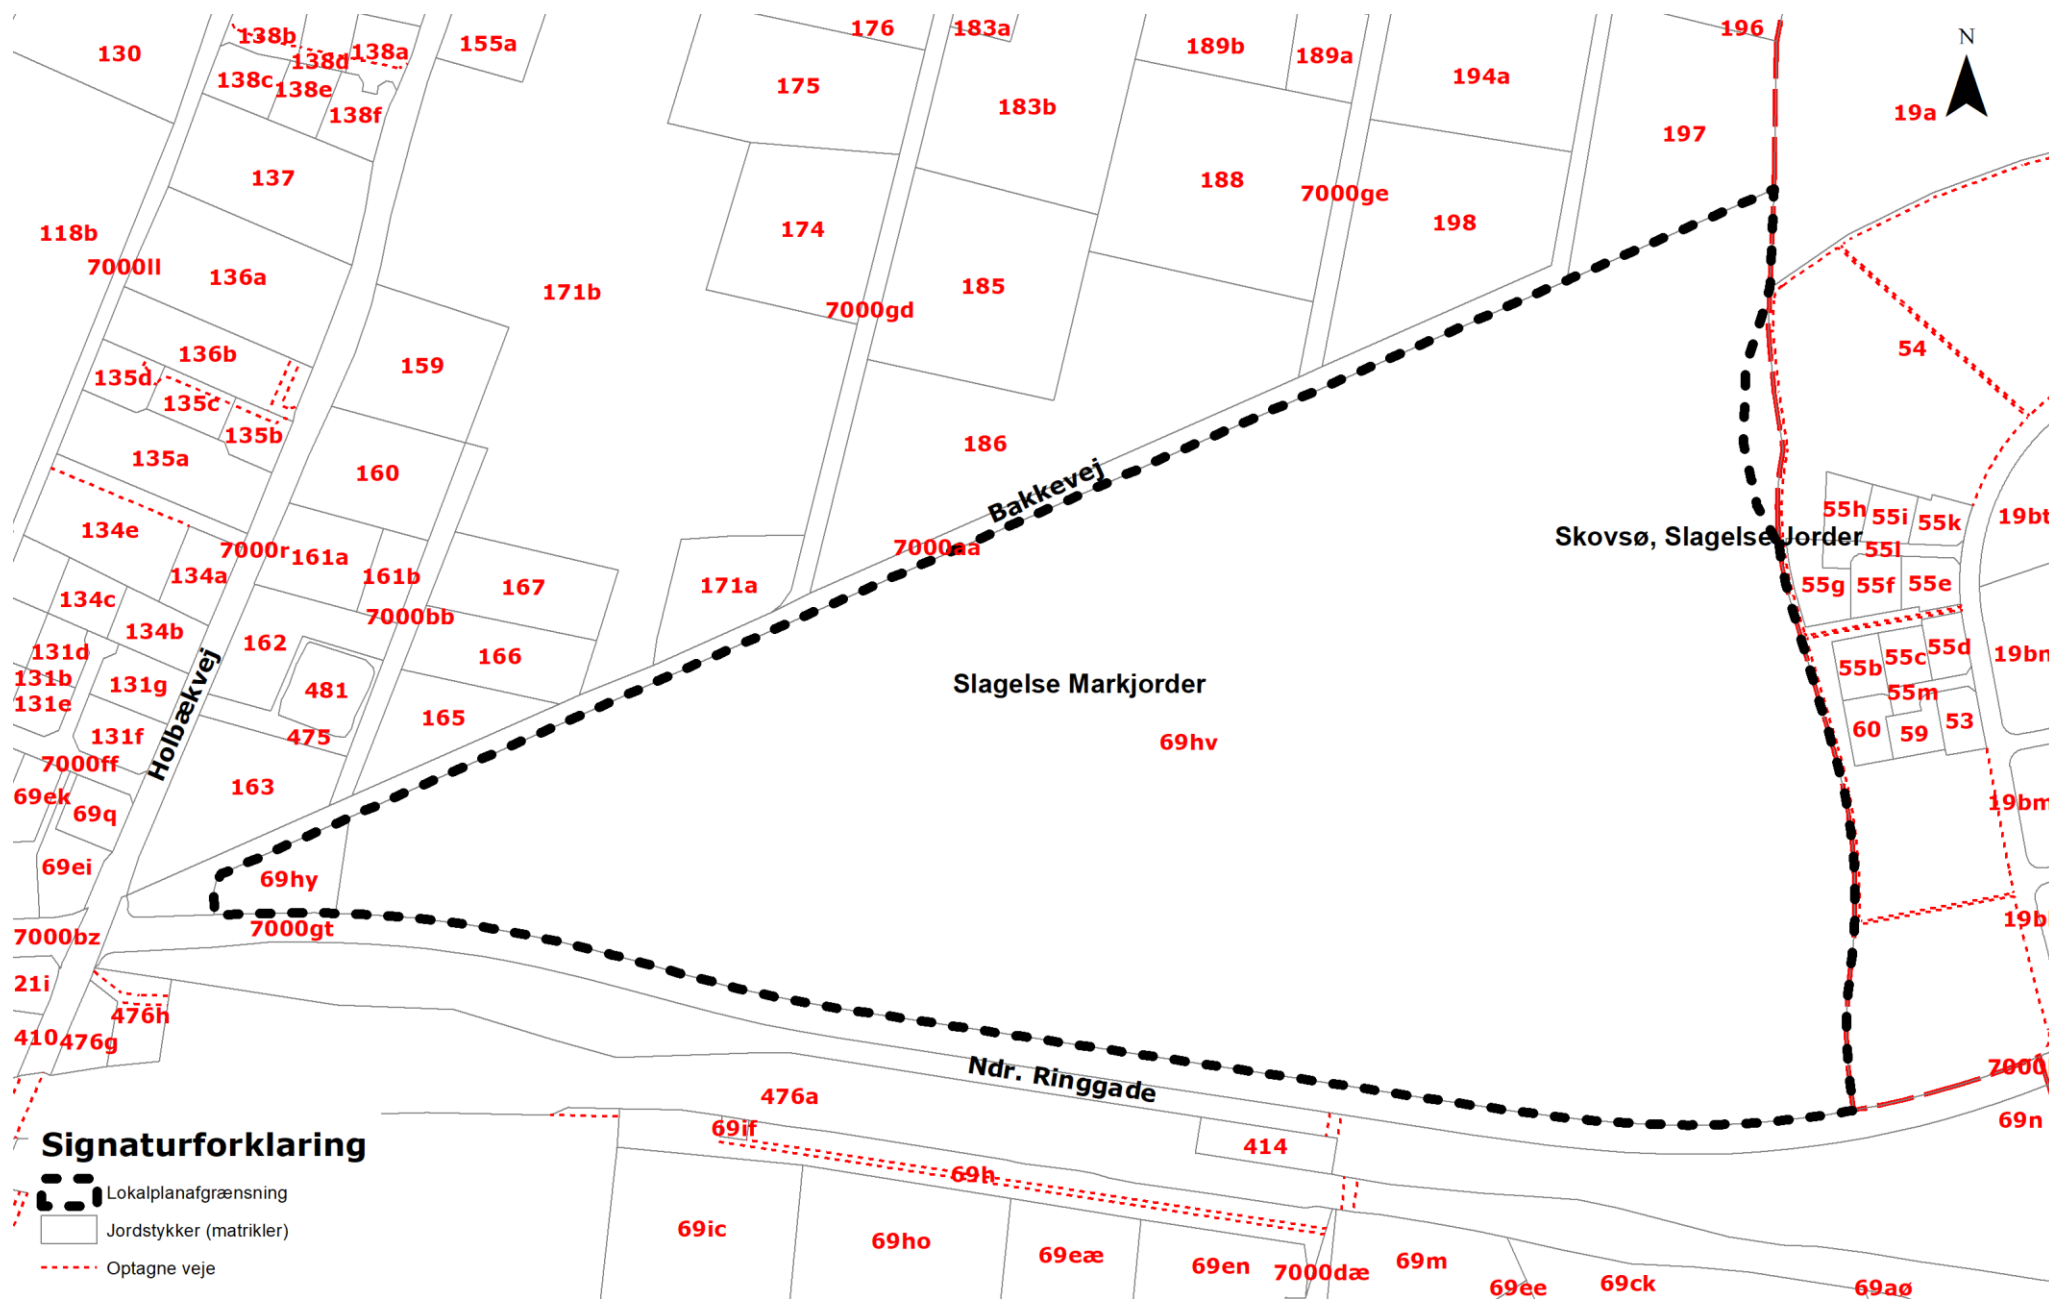 130
138b
138a
138d
155a
176
183a
189b
189a
196
N
138c
138e
138f
175
183b
194a
197
19a
137
188
7000ge
198
118b
7000ll
136a
174
171b
185
7000gd
54
136b
135d
135c
135b
159
135a
160
186
Bakkevej
134e
7000r
161a
161b
134a
134c
134b
7000bb
167
171a
7000aa
Skovsø, Slagelse Jorder
55h
55i
55k
55l
55g
55f
55e
19bt
131d
131b
131e
131g
162
166
481
165
Slagelse Markjorder
69hv
55d
55c
55b
55m
60
59
53
19bn
131f
7000ff
Holbækvej
475
163
69ek
69q
69ei
69hy
19bm
7000bz
7000gt
21i
476h
410
476g
Ndr. Ringgade
476a
7000
69n
69if
414
69h
69ic
69ho
69eæ
69en
7000dæ
69m
69ee
69ck
69aø
Signaturforklaring
Lokalplanafgrænsning
Jordstykker (matrikler)
Optagne veje